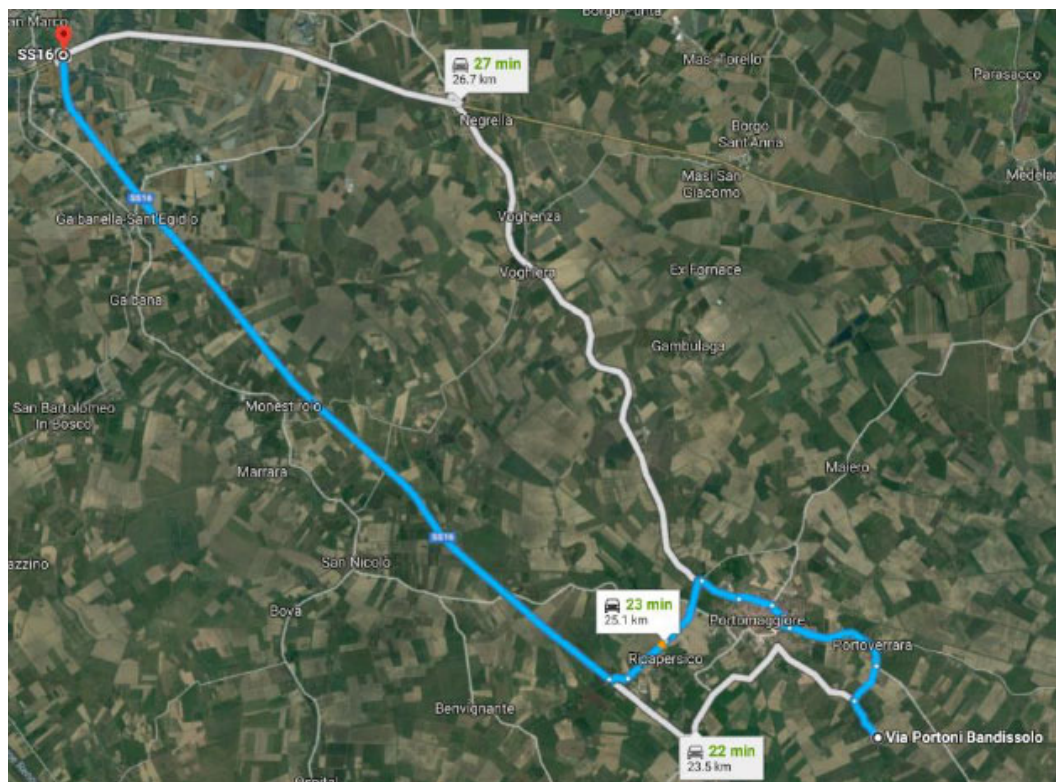 an Marco
Borgo Punta
SS16
27 min
26.7 km
Masi Torello
Parasacco
Negrella
Borgo
Sant'Anna
Masi San
Giacomo
Medelan
SS16
Gaibanella-Sant'Egidio
Voghenza
Voghiera
Ex Fornace
Gaibana
Gambulaga
San Bartolomeo
In Bosco
Monestirolo
Marrara
Maiero
SS16
azzino
San Nicolò
23 min
25.1 km
Bova
Portomaggiore
Portoverrara
Ripapersico
Benvignante
Via Portoni Bandissolo
22 min
23.5 km